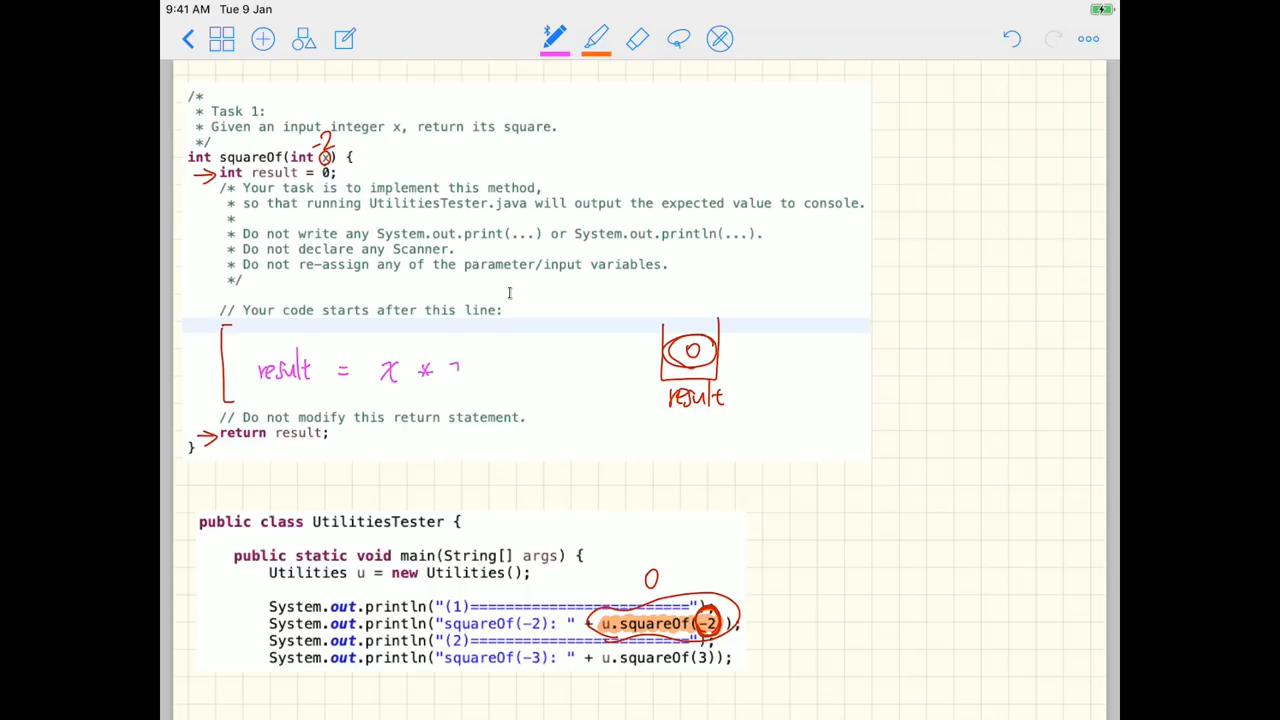 9:41 AM Tue 9 Jan
/*
* Task 1:
* Given an input integer x, return its square.
*/
-2
int squareOf(int x) {
int result = 0;
/* Your task is to implement this method,
* so that running UtilitiesTester.java will output the expected value to console.
*
* Do not write any System.out.print(...) or System.out.println(...).
* Do not declare any Scanner.
* Do not re-assign any of the parameter/input variables.
*/
// Your code starts after this line:
0
result = x *
result
// Do not modify this return statement.
return result;
}
public class UtilitiesTester {
public static void main(String[] args) {
Utilities u = new Utilities();
0
System.out.println("(1)=========================");
System.out.println("squareOf(-2): " + u.squareOf(-2));
System.out.println("(2)=========================");
System.out.println("squareOf(-3): " + u.squareOf(3));